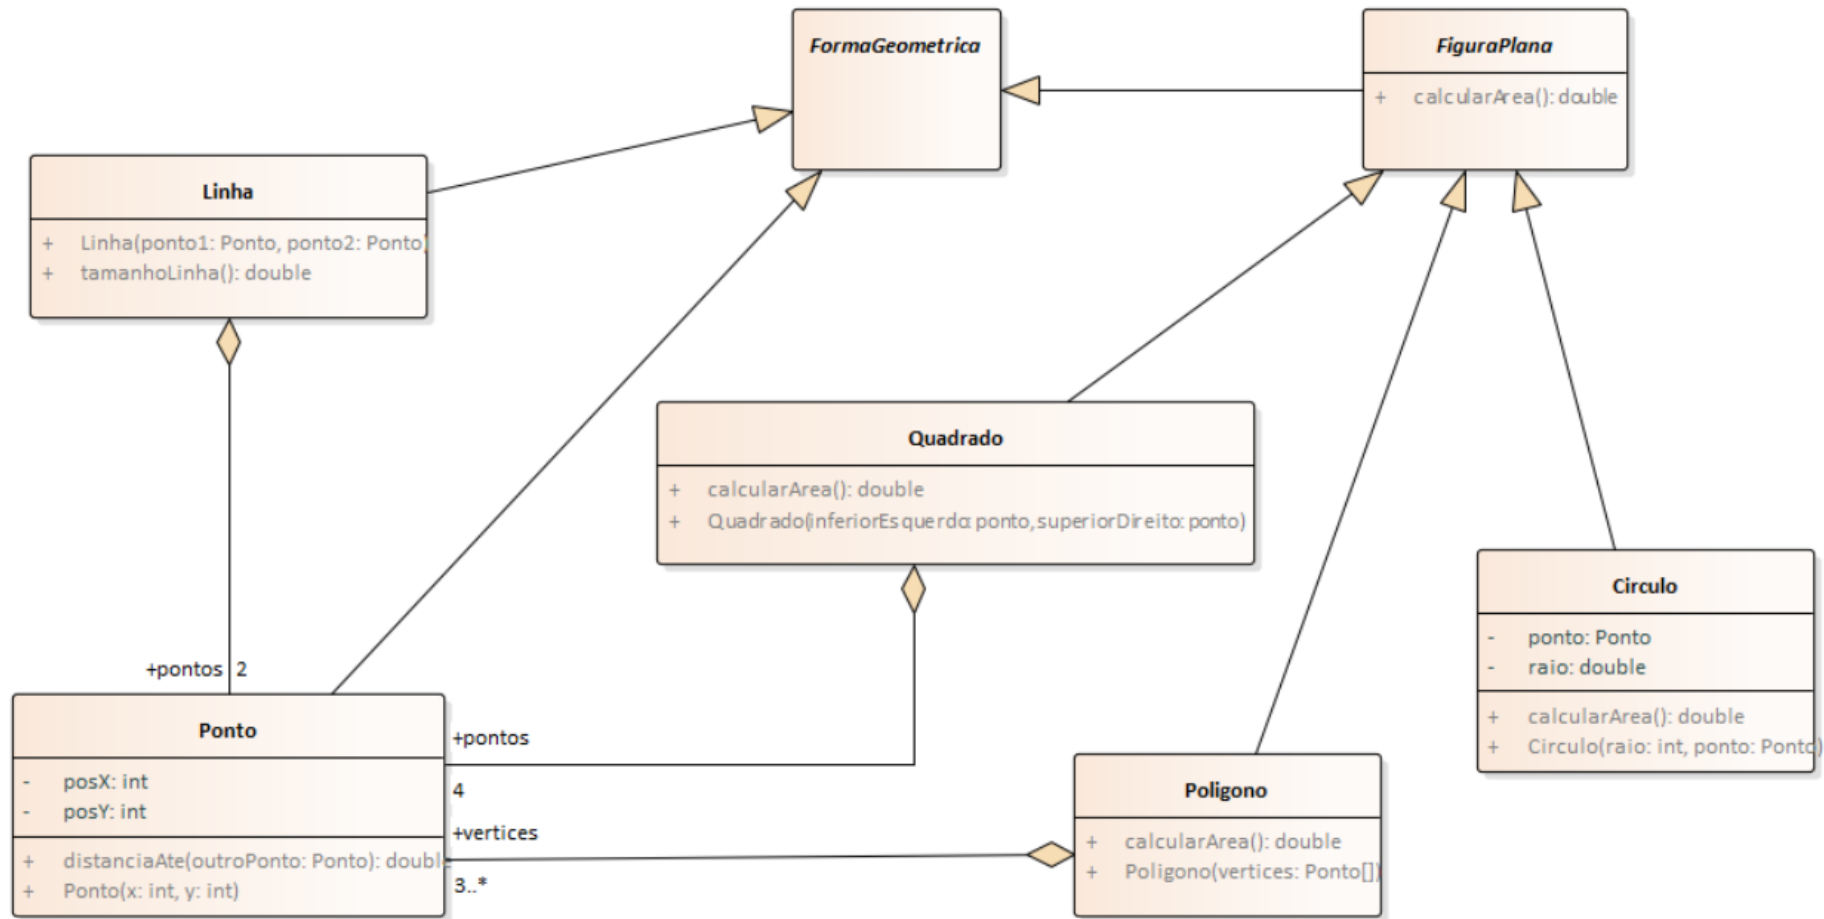 FormaGeometrica
FiguraPlana
+ calcularArea(): double
Linha
+ Linha(ponto1: Ponto, ponto2: Ponto)
+ tamanhoLinha(): double
Quadrado
+ calcularArea(): double
+ Quadrado(inferiorEsquerdo: ponto,superiorDireito: ponto)
Circulo
- ponto: Ponto
- raio: double
+ calcularArea(): double
+ Circulo(raio: int, ponto: Ponto)
+pontos 2
Ponto
- posX: int
- posY: int
+ distanciaAte(outroPonto: Ponto): double
+ Ponto(x: int, y: int)
+pontos
4
+vertices
3..*
Poligono
+ calcularArea(): double
+ Poligono(vertices: Ponto[])